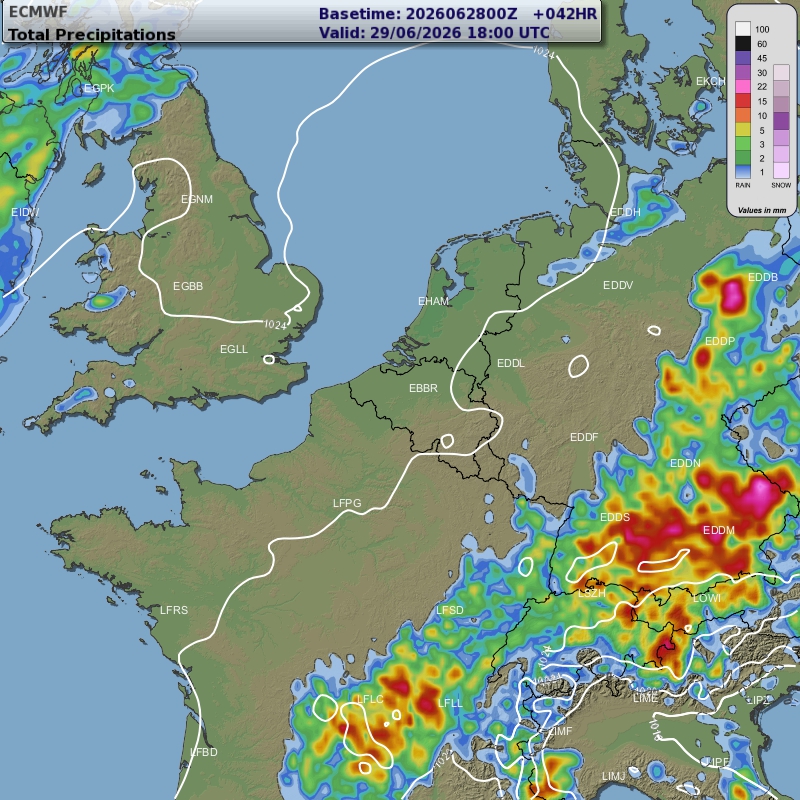 ECMWF
Basetime: 2026062800Z +042HR
Total Precipitations
Valid: 29/06/2026 18:00 UTC
100
60
45
30
22
15
10
5
3
2
1
RAIN SNOW
Values in mm
1024
EGPK
EKCH
EIDW
EGNM
EDDH
EGBB
EHAM
EDDV
EDDB
1024
EGLL
EDDP
EBBR
EDDL
EDDF
EDDN
LFPG
EDDS
EDDM
LSZH
LOWI
LFRS
LFSD
1024
LFLC
LFLL
LIME
LIPZ
LIMF
1018
LFBD
LIPE
LIMJ